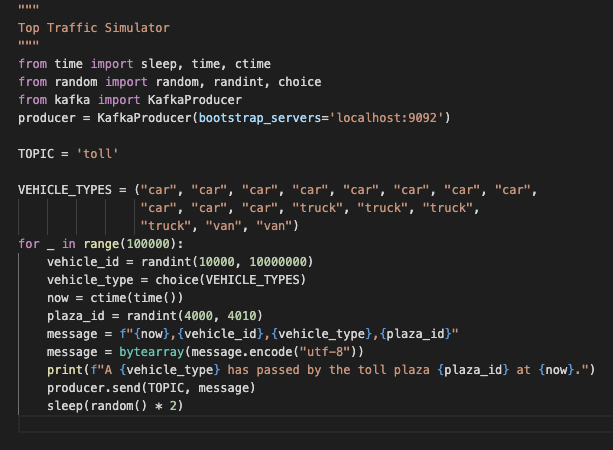 """
Top Traffic Simulator
"""
from time import sleep, time, ctime
from random import random, randint, choice
from kafka import KafkaProducer
producer = KafkaProducer(bootstrap_servers='localhost:9092')

TOPIC = 'toll'

VEHICLE_TYPES = ("car", "car", "car", "car", "car", "car", "car", "car",
                 "car", "car", "car", "truck", "truck", "truck",
                 "truck", "van", "van")
for _ in range(100000):
    vehicle_id = randint(10000, 10000000)
    vehicle_type = choice(VEHICLE_TYPES)
    now = ctime(time())
    plaza_id = randint(4000, 4010)
    message = f"{now},{vehicle_id},{vehicle_type},{plaza_id}"
    message = bytearray(message.encode("utf-8"))
    print(f"A {vehicle_type} has passed by the toll plaza {plaza_id} at {now}.")
    producer.send(TOPIC, message)
    sleep(random() * 2)